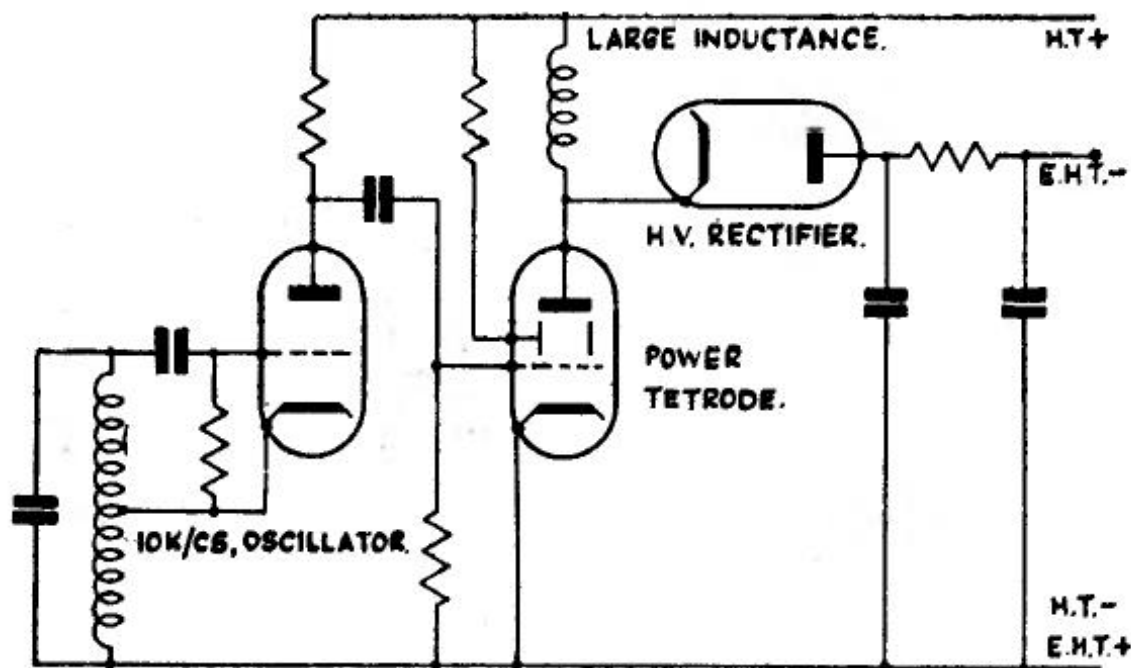 LARGE INDUCTANCE.
H.T+
E.H.T.-
H.V. RECTIFIER.
POWER
TETRODE.
10K/CS, OSCILLATOR.
H.T.-
E.H.T.+